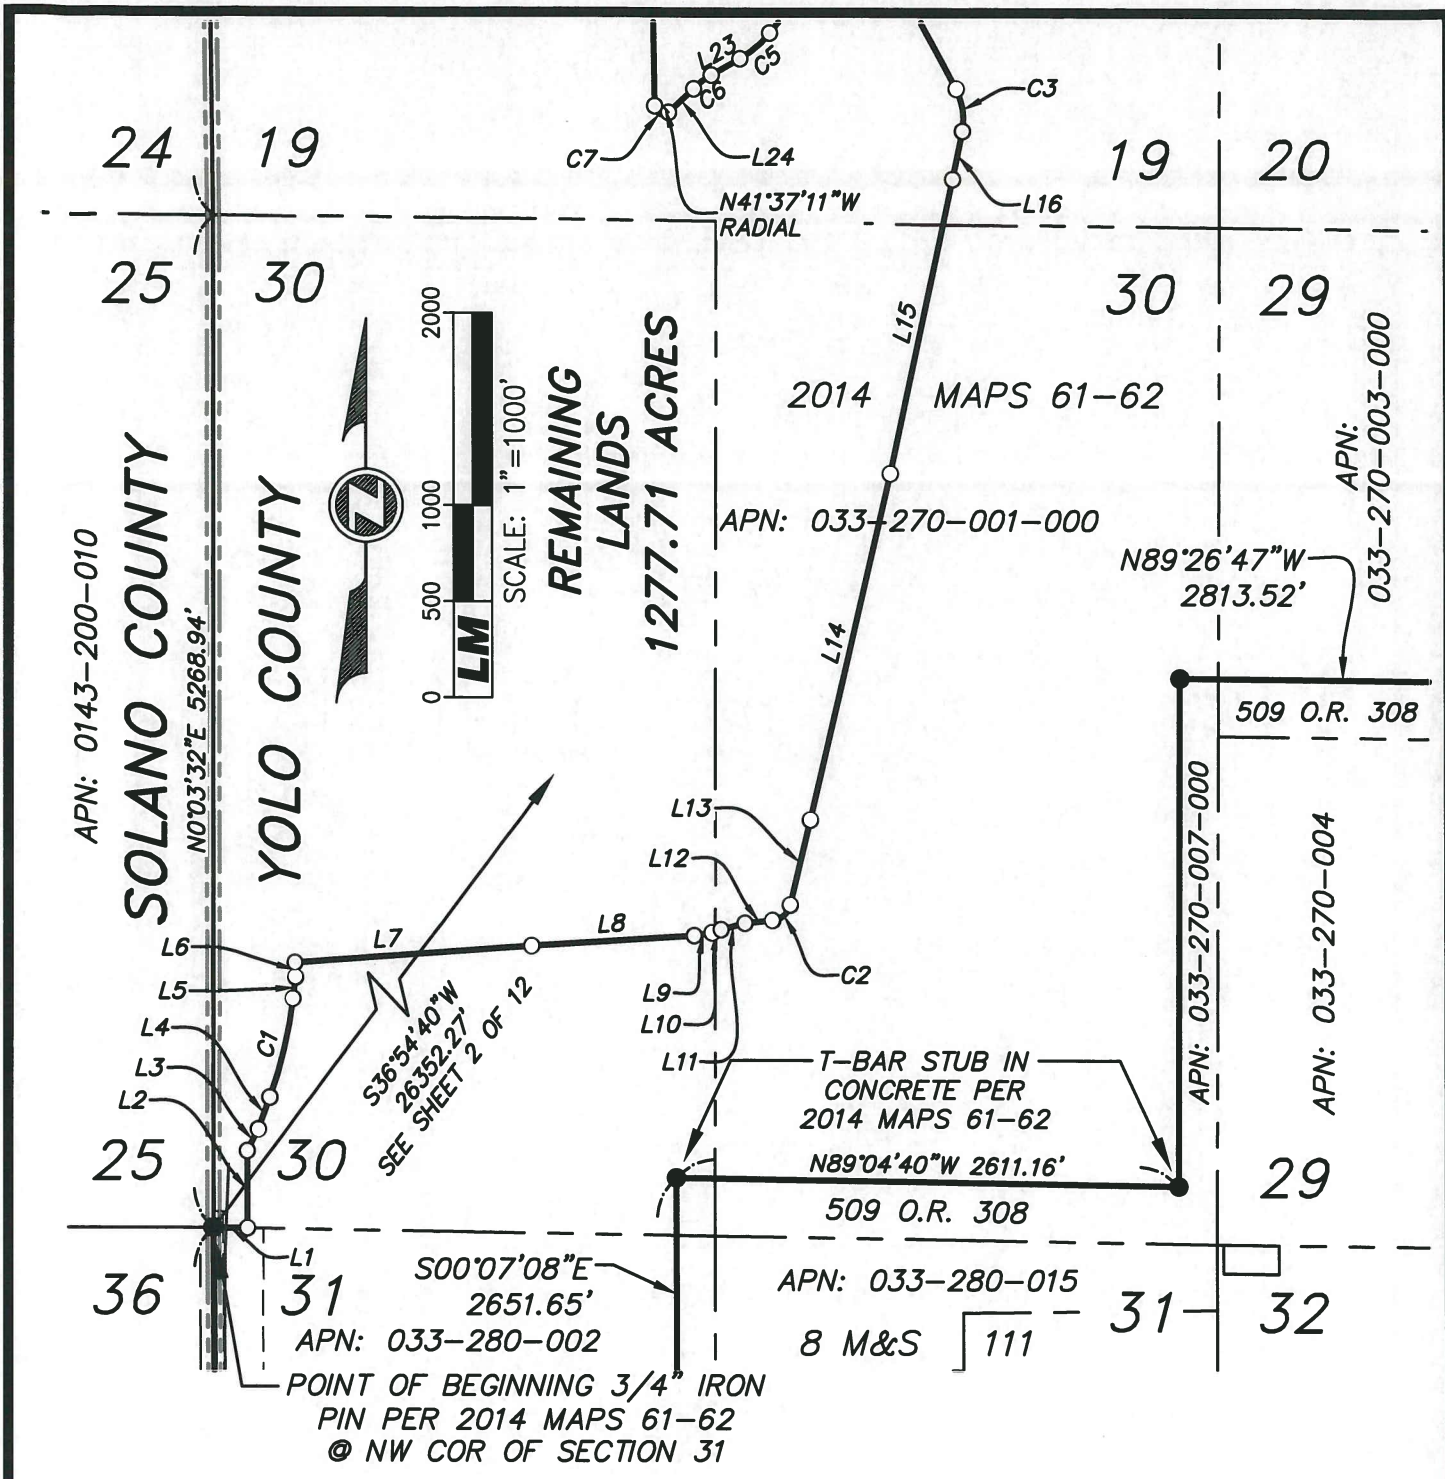 L23
C5
C6
C3
24
19
C7
L24
19
20
N41°37'11"W
RADIAL
L16
25
30
30
29
2000
1000
500
0
SCALE: 1"=1000'
LM
Z
REMAINING
LANDS
1277.71 ACRES
L15
2014 MAPS 61-62
APN:
033-270-003-000
APN: 033-270-001-000
APN: 0143-200-010
SOLANO COUNTY
N0°03'32"E 5268.94'
YOLO COUNTY
N89°26'47"W
2813.52'
L14
509 O.R. 308
L13
L12
APN: 033-270-007-000
APN: 033-270-004
L6
L7
L8
L5
L9
C2
L4
C1
L10
S36°54'40"W
26352.27'
SEE SHEET 2 OF 12
L3
L11
T-BAR STUB IN
CONCRETE PER
2014 MAPS 61-62
L2
25
30
N89°04'40"W 2611.16'
29
509 O.R. 308
L1
36
31
S00°07'08"E
2651.65'
APN: 033-280-015
31
32
APN: 033-280-002
8 M&S
111
POINT OF BEGINNING 3/4" IRON
PIN PER 2014 MAPS 61-62
@ NW COR OF SECTION 31